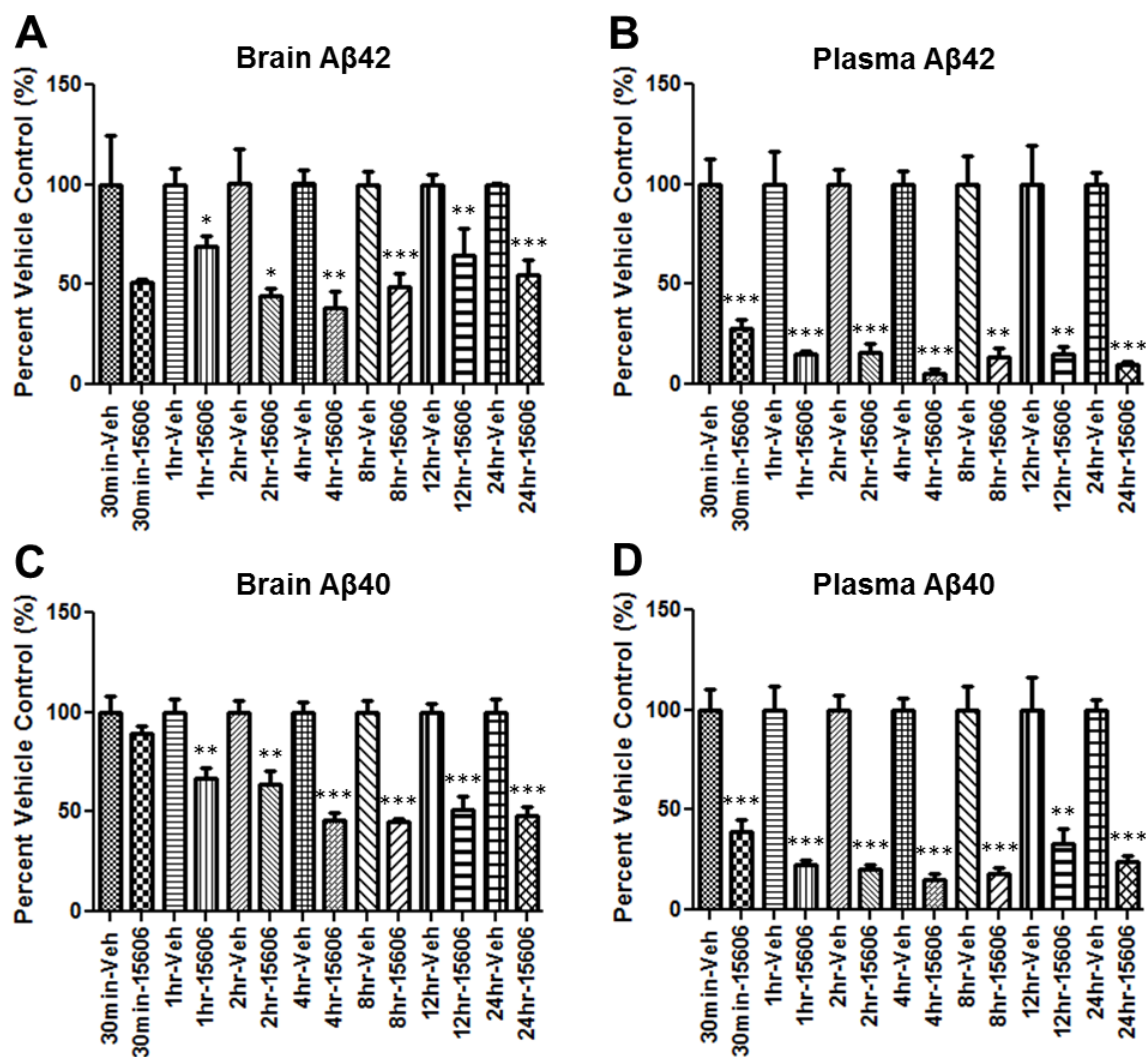 A
Brain Aβ42
Percent Vehicle Control (%)
150
100
50
0
*
*
**
***
**
***
30min-Veh
30min-15606
1hr-Veh
1hr-15606
2hr-Veh
2hr-15606
4hr-Veh
4hr-15606
8hr-Veh
8hr-15606
12hr-Veh
12hr-15606
24hr-Veh
24hr-15606
B
Plasma Aβ42
Percent Vehicle Control (%)
150
100
50
0
***
***
***
***
**
**
***
30min-Veh
30min-15606
1hr-Veh
1hr-15606
2hr-Veh
2hr-15606
4hr-Veh
4hr-15606
8hr-Veh
8hr-15606
12hr-Veh
12hr-15606
24hr-Veh
24hr-15606
C
Brain Aβ40
Percent Vehicle Control (%)
150
100
50
0
**
**
***
***
***
***
30min-Veh
30min-15606
1hr-Veh
1hr-15606
2hr-Veh
2hr-15606
4hr-Veh
4hr-15606
8hr-Veh
8hr-15606
12hr-Veh
12hr-15606
24hr-Veh
24hr-15606
D
Plasma Aβ40
Percent Vehicle Control (%)
150
100
50
0
***
***
***
***
***
**
***
30min-Veh
30min-15606
1hr-Veh
1hr-15606
2hr-Veh
2hr-15606
4hr-Veh
4hr-15606
8hr-Veh
8hr-15606
12hr-Veh
12hr-15606
24hr-Veh
24hr-15606